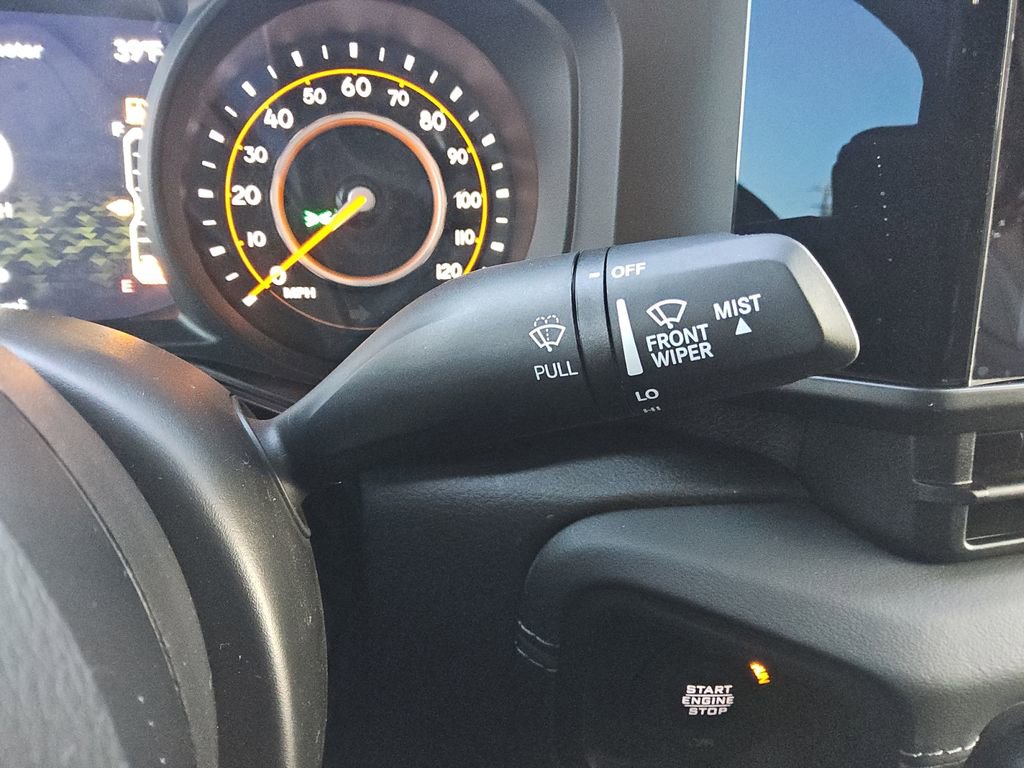 39°F
F
E
0
10
20
30
40
50
60
70
80
90
100
110
120
MPH
PULL
- OFF
FRONT
WIPER
MIST
LO
HI
START
ENGINE
STOP